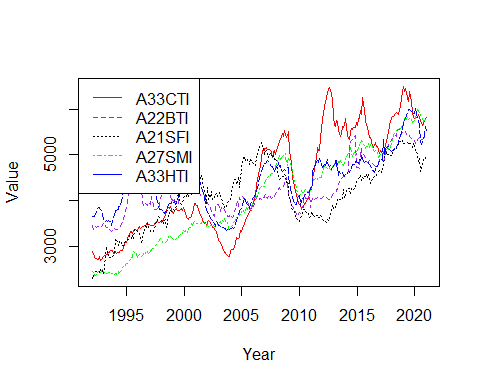 A33CTI
A22BTI
A21SFI
A27SMI
A33HTI
Value
3000
5000
1995
2000
2005
2010
2015
2020
Year